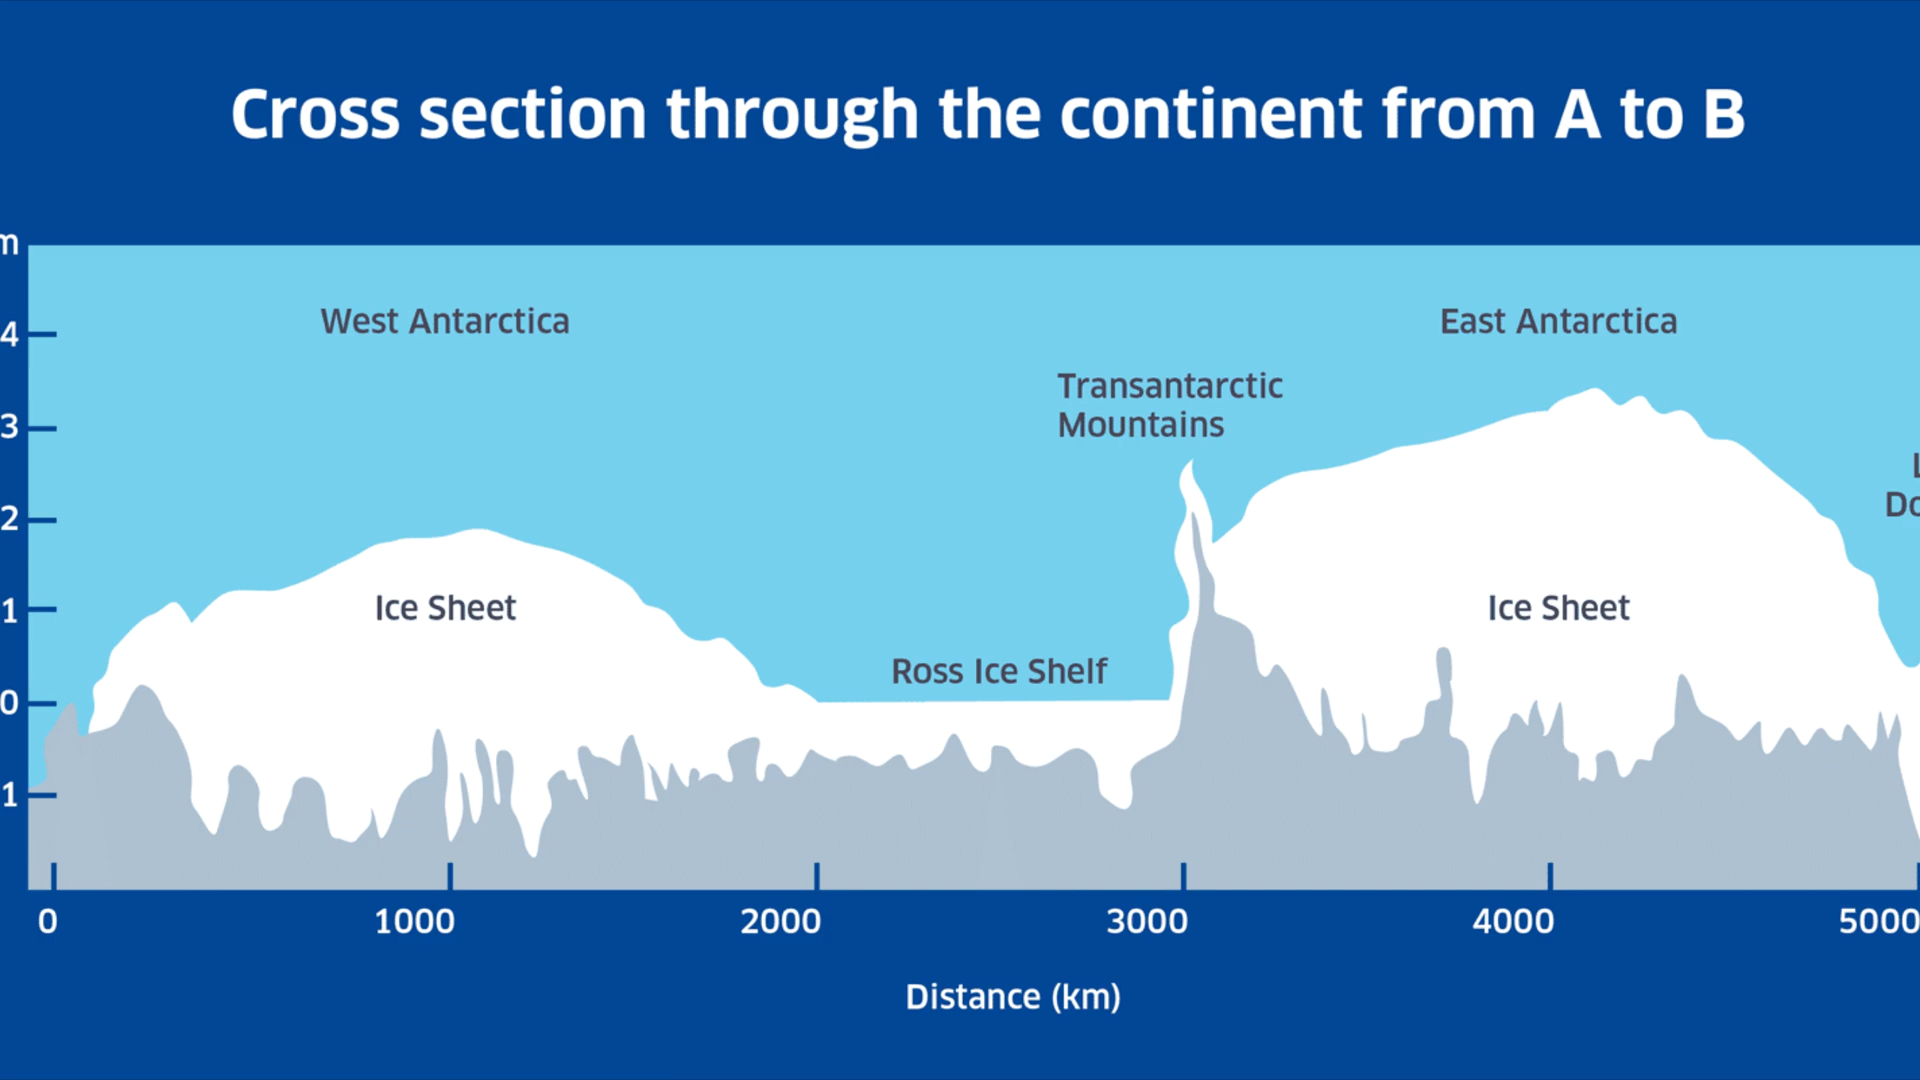 Cross section through the continent from A to B
m
West Antarctica
East Antarctica
4
Transantarctic
Mountains
3
2
1
Ice Sheet
Ice Sheet
Ross Ice Shelf
0
1
0 1000 2000 3000 4000 5000
Distance (km)